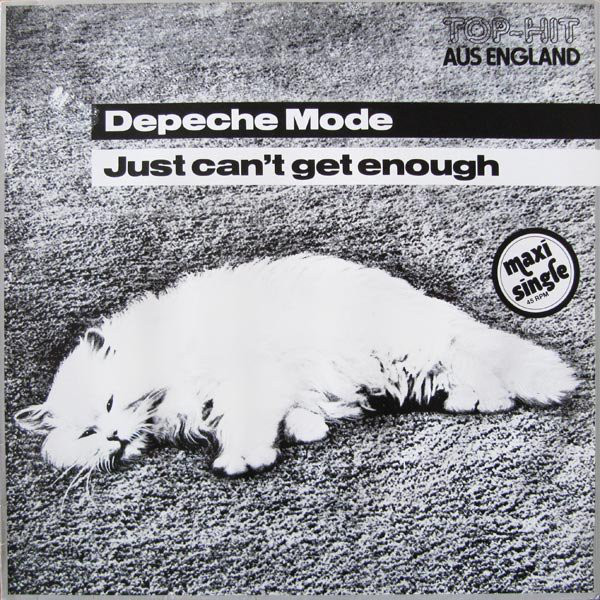 TOP-HIT
AUS ENGLAND
Depeche Mode
Just can't get enough
maxi
single
45 RPM